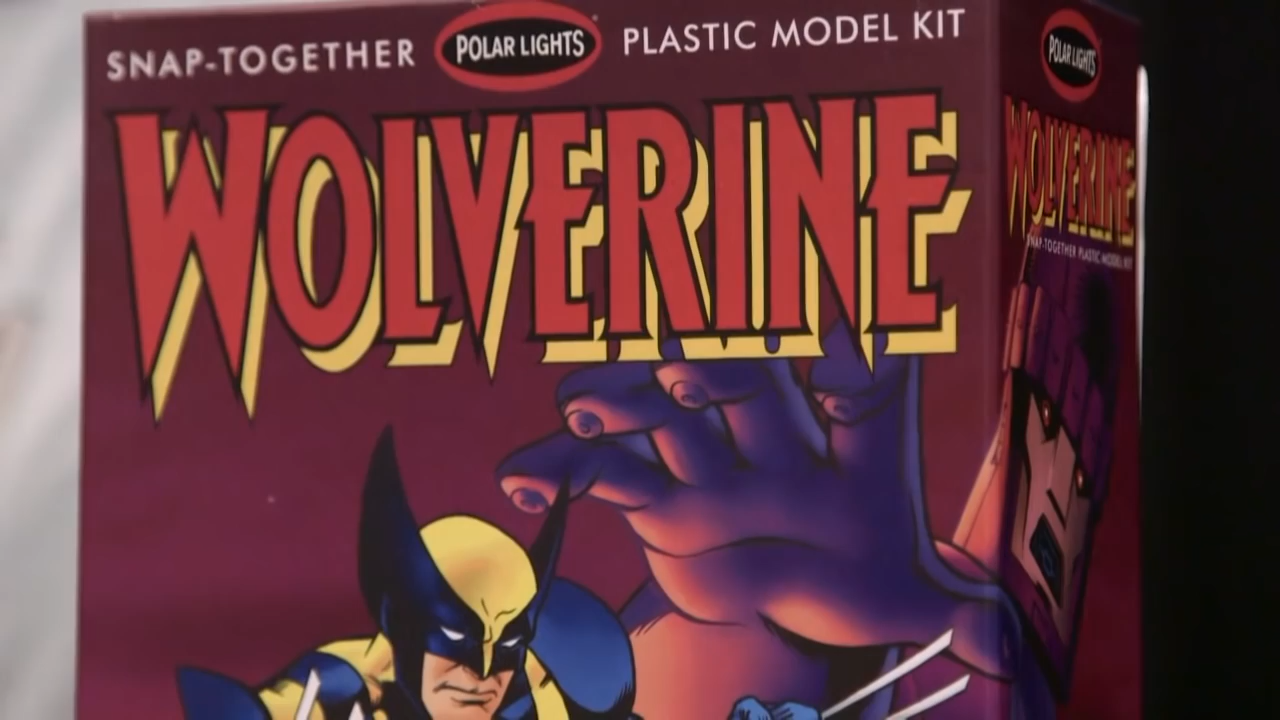 SNAP-TOGETHER POLAR LIGHTS PLASTIC MODEL KIT
WOLVERINE
POLAR LIGHTS
WOLVERINE
SNAP-TOGETHER PLASTIC MODEL KIT